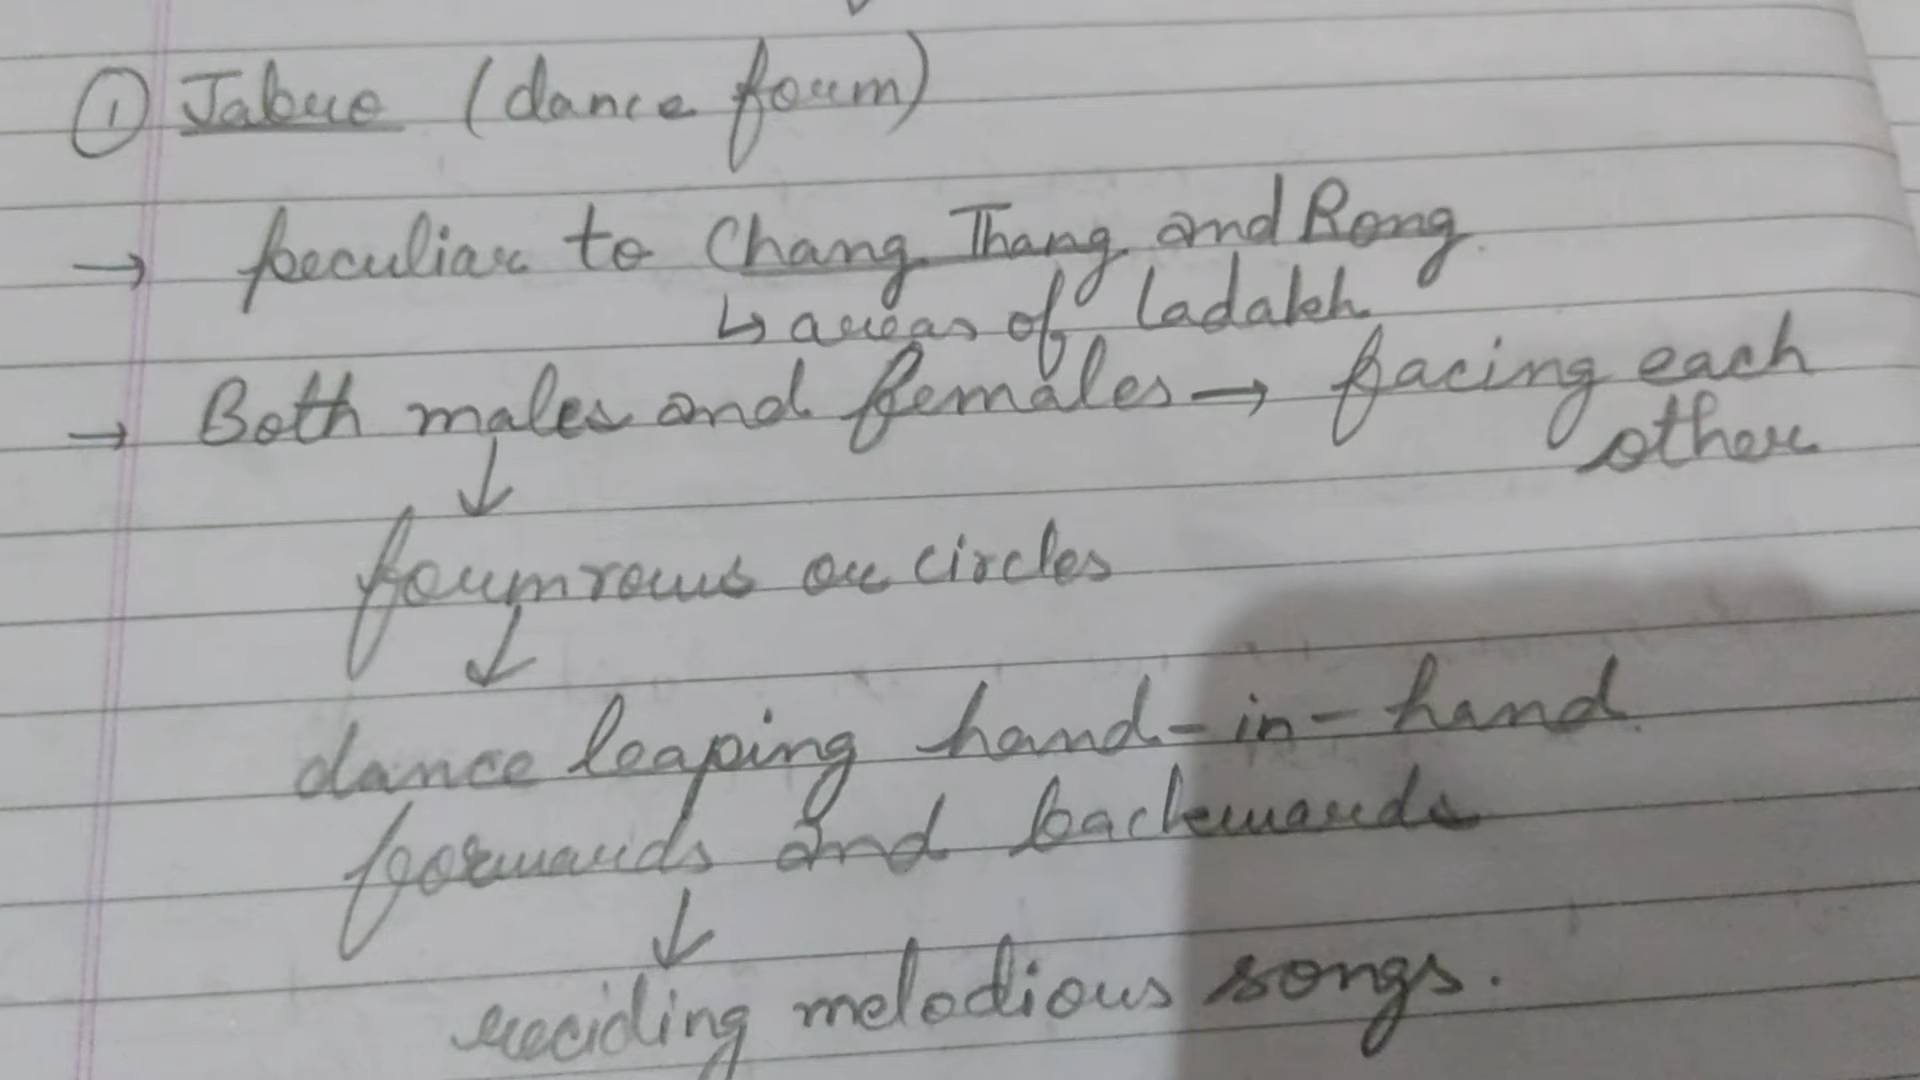 ① Jabro (dance form)
→ peculiar to Chang Thang and Rong
↳ areas of Ladakh
→ Both males and females → facing each
other
↓
form rows or circles
↓
dance leaping hand-in-hand
forwards and backwards
↓
reciding melodious songs.